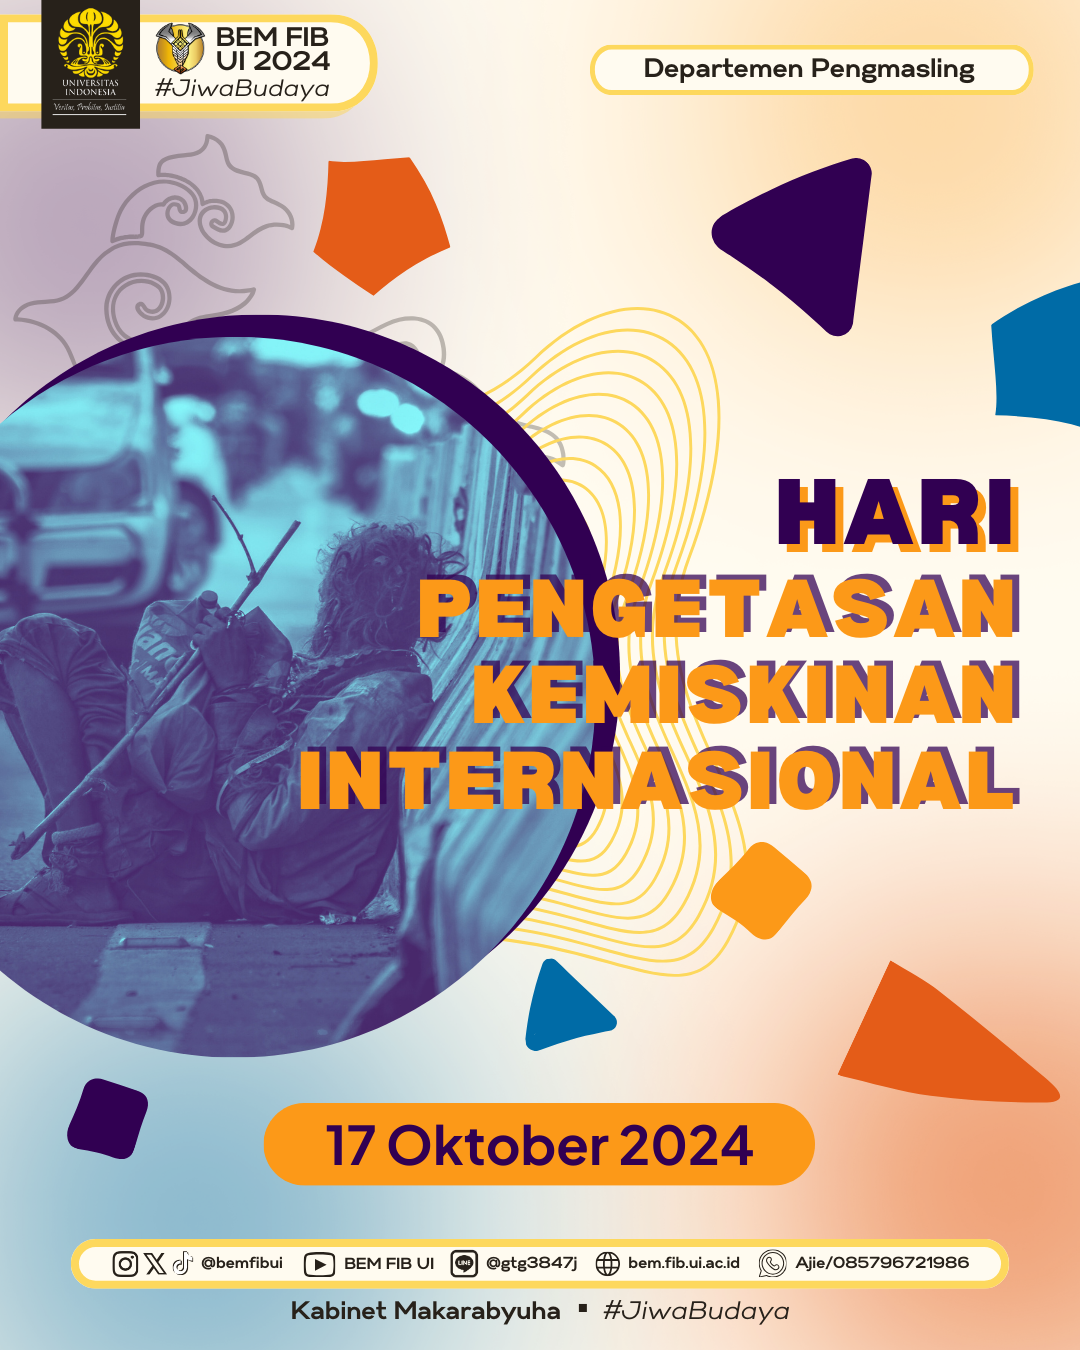 UNIVERSITAS
INDONESIA
Veritas, Probitas, Iustitia
BEM FIB
UI 2024
#JiwaBudaya
Departemen Pengmasling
HARI
PENGETASAN
KEMISKINAN
INTERNASIONAL
17 Oktober 2024
@bemfibui BEM FIB UI LINE @gtg3847j bem.fib.ui.ac.id Ajie/085796721986
Kabinet Makarabyuha ▪ #JiwaBudaya